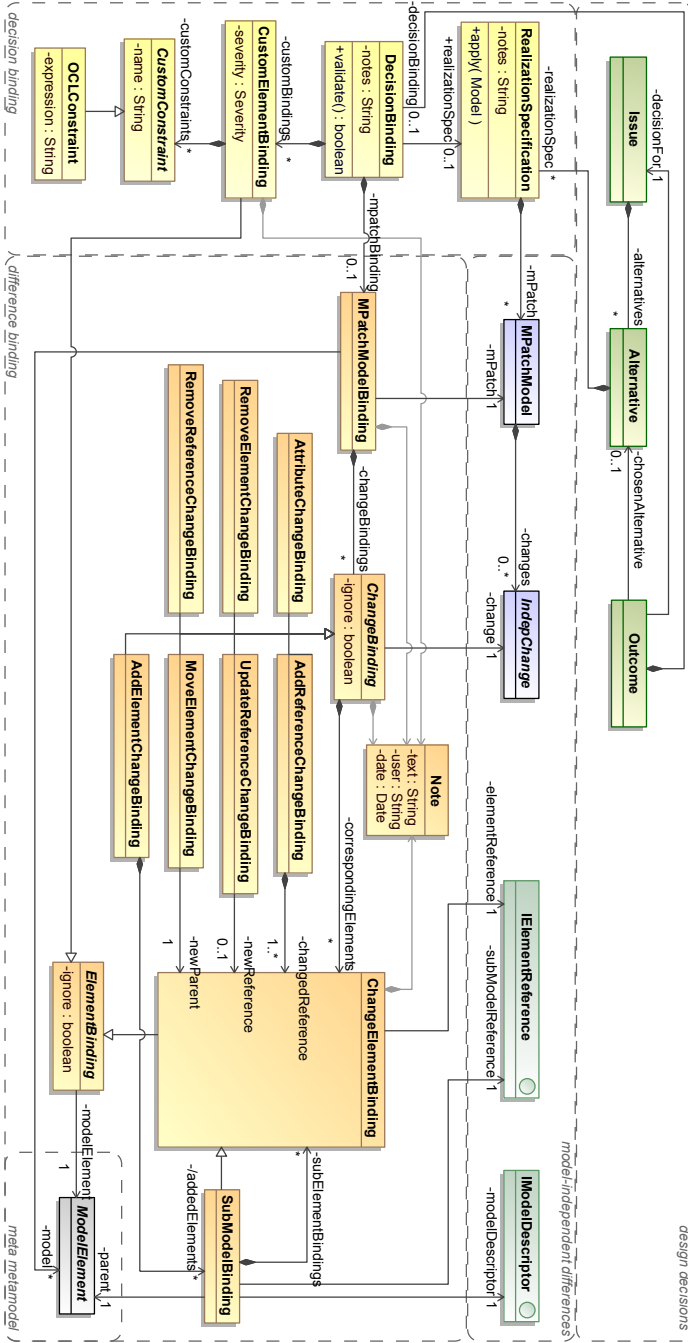 design decisions
Issue
-decisionFor
1
-alternatives
*
Alternative
-chosenAlternative
0..1
Outcome
-realizationSpec
*
RealizationSpecification
-notes : String
+apply( Model )
-decisionBinding
0..1
+realizationSpec
0..1
DecisionBinding
-notes : String
+validate() : boolean
-customBindings
*
CustomElementBinding
-severity : Severity
-customConstraints
*
CustomConstraint
-name : String
OCLConstraint
-expression : String
decision binding
model-independent differences
-mPatch
*
MPatchModel
-mPatch
1
-changes
0..*
IndepChange
-change
1
IElementReference
-elementReference
1
-subModelReference
1
IModelDescriptor
-modelDescriptor
1
difference binding
-mpatchBinding
0..1
MPatchModelBinding
-changeBindings
*
ChangeBinding
-ignore : boolean
Note
-text : String
-user : String
-date : Date
-correspondingElements
*
AttributeChangeBinding
AddReferenceChangeBinding
-changedReference
1..*
RemoveElementChangeBinding
UpdateReferenceChangeBinding
-newReference
0..1
RemoveReferenceChangeBinding
MoveElementChangeBinding
-newParent
1
AddElementChangeBinding
ChangeElementBinding
-subElementBindings
*
SubModelBinding
-/addedElements
*
ElementBinding
-ignore : boolean
-modelElement
1
meta metamodel
ModelElement
-parent
1
-model
*